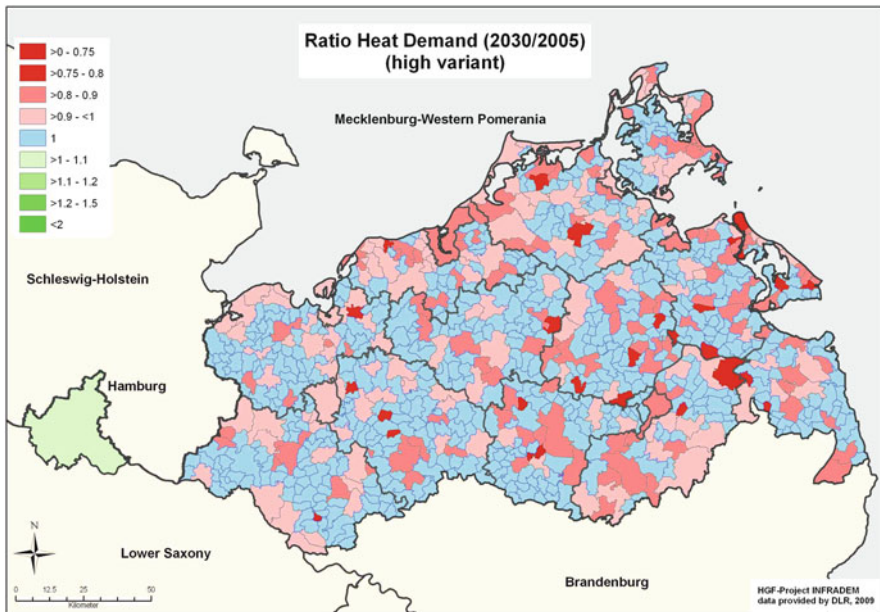 Ratio Heat Demand (2030/2005)
(high variant)
>0 - 0.75
>0.75 - 0.8
>0.8 - 0.9
>0.9 - <1
1
>1 - 1.1
>1.1 - 1.2
>1.2 - 1.5
<2
Mecklenburg-Western Pomerania
Schleswig-Holstein
Hamburg
Lower Saxony
Brandenburg
N
0 12.5 25 50
Kilometer
HGF-Project INFRADEM
data provided by DLR, 2009